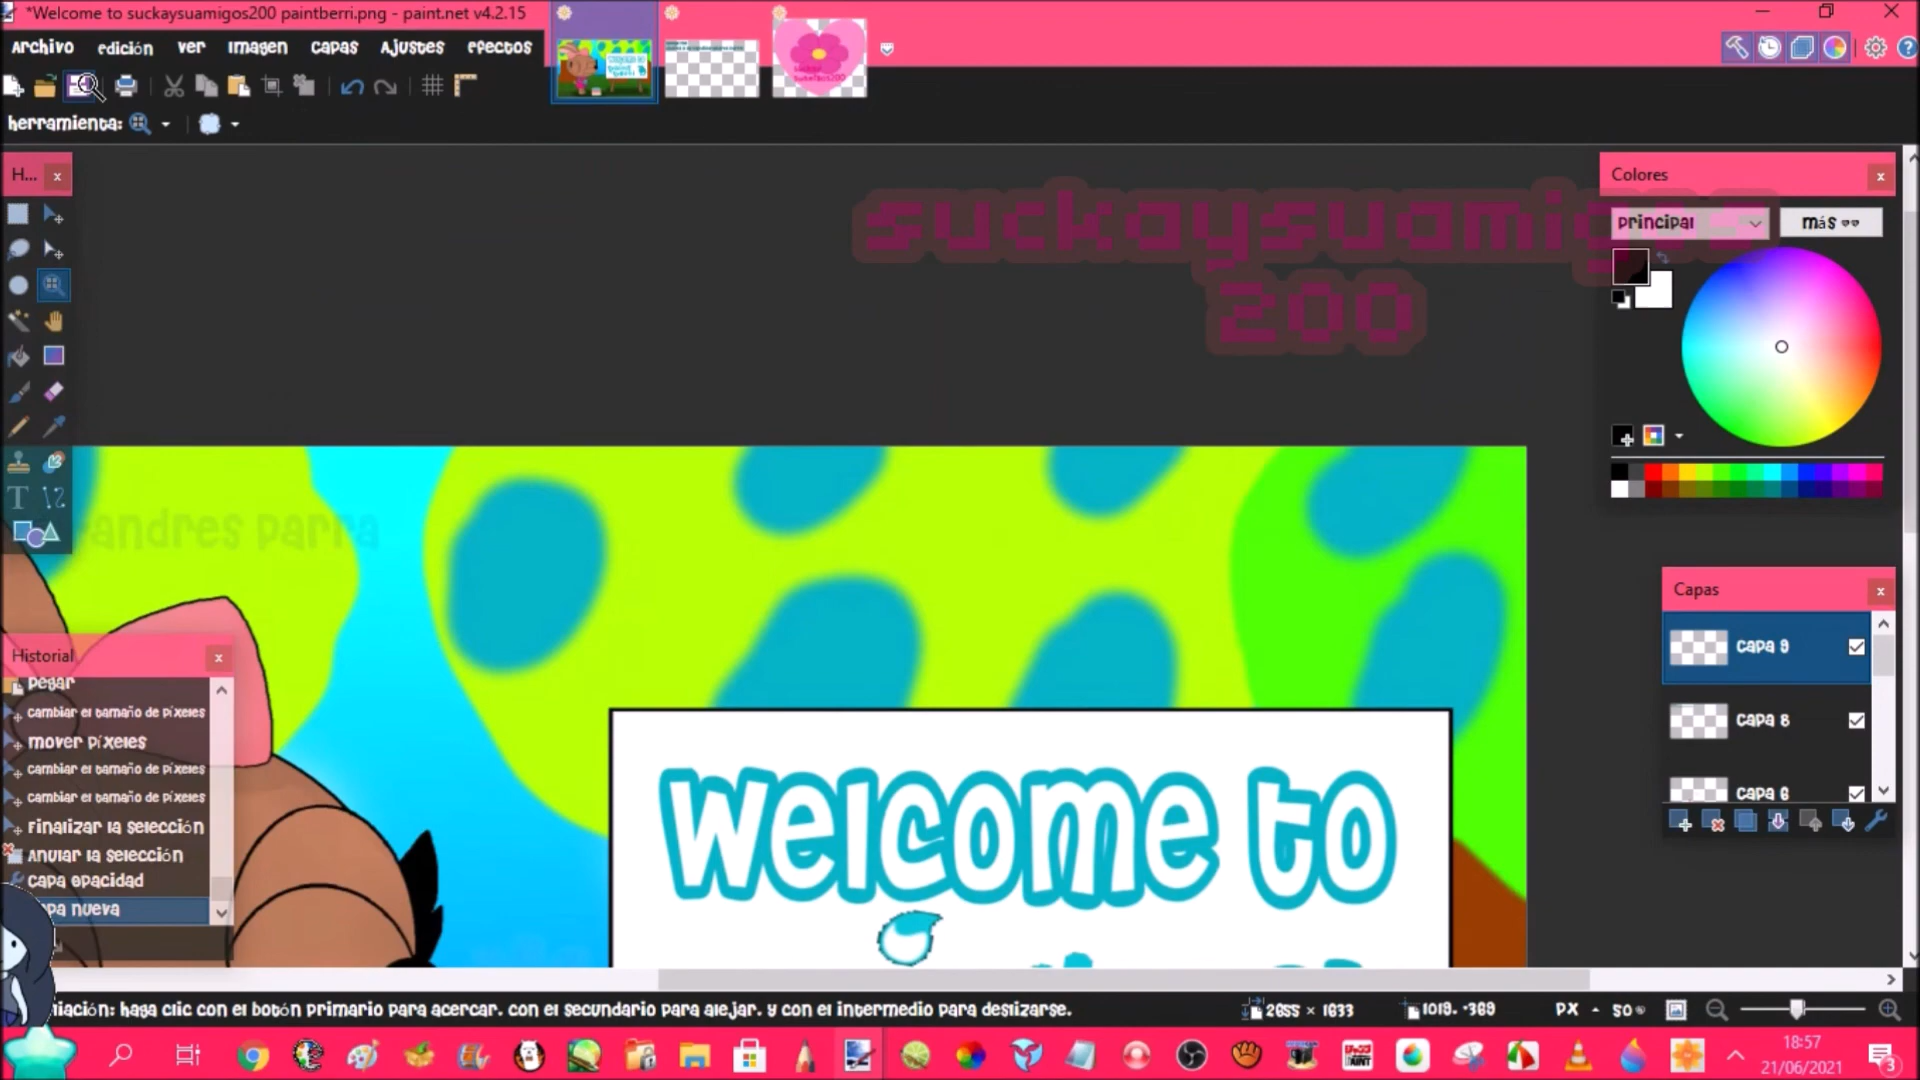 *Welcome to suckaysuamigos200 paintberri.png - paint.net v4.2.15
Archivo edición ver imagen capas Ajustes efectos
herramienta:
H...
suckaysuamigos
200
Colores
principal
más
andres parra
Capas
capa 9
capa 8
capa 6
Historial
pegar
cambiar el tamaño de píxeles
mover píxeles
cambiar el tamaño de píxeles
cambiar el tamaño de píxeles
Finalizar la selección
Anular la selección
capa opacidad
pa nueva
Welcome to
iación: haga clic con el botón primario para acercar, con el secundario para alejar, y con el intermedio para deslizarse.
2655 × 1633
1019, -369
PX
50
18:57
21/06/2021
3